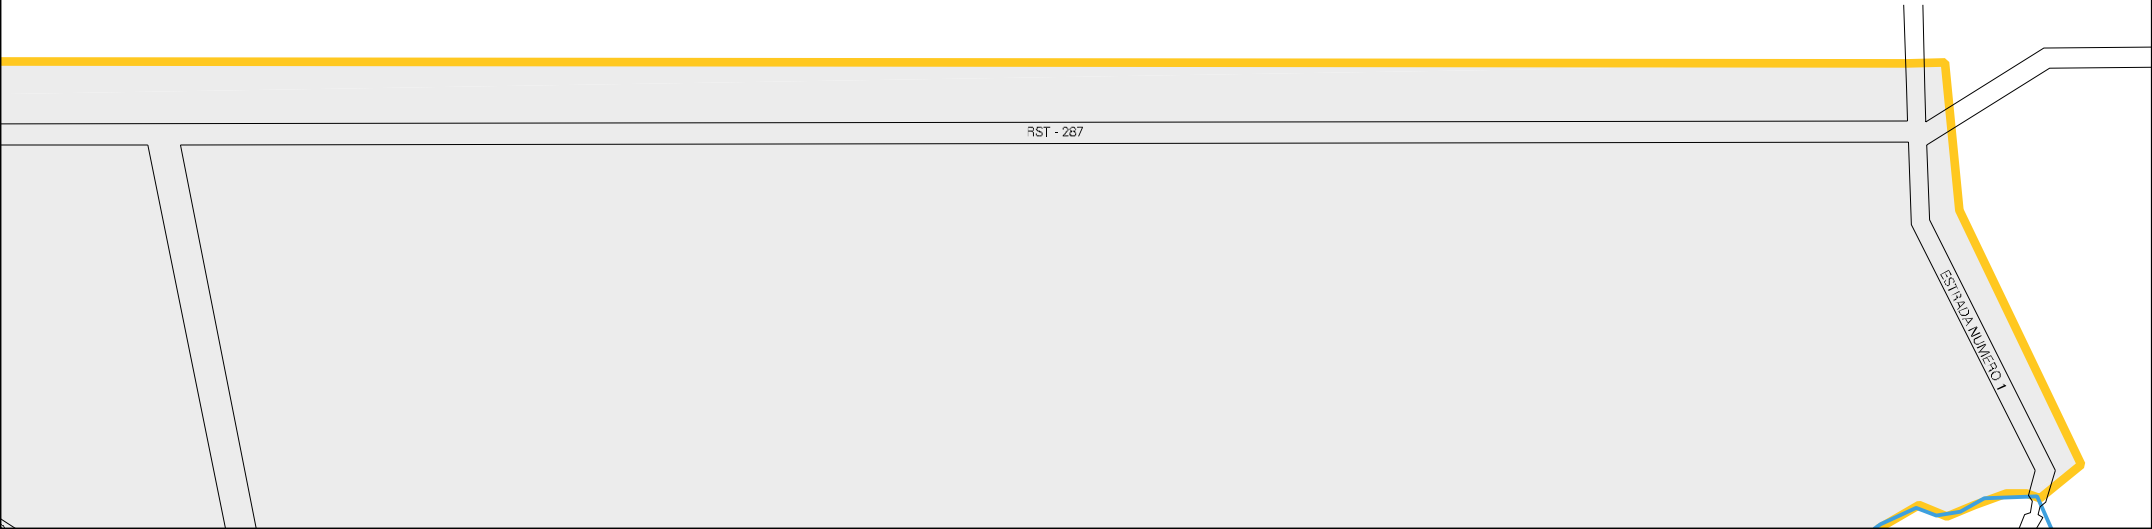 RST - 287
ESTRADA NUMERO 1